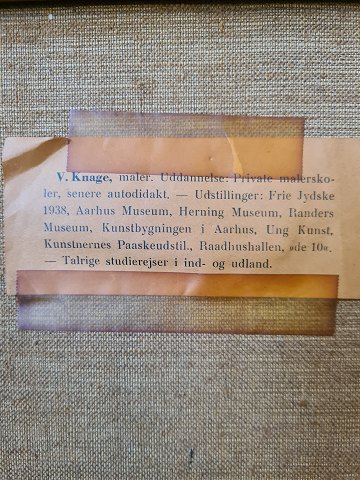 V. Knage, maler. Uddannelse: Private malersko-
ler, senere autodidakt. — Udstillinger: Frie Jydske
1938, Aarhus Museum, Herning Museum, Randers
Museum, Kunstbygningen i Aarhus, Ung Kunst,
Kunstnernes Paaskeudstil., Raadhushallen, »de 10«.
— Talrige studierejser i ind- og udland.